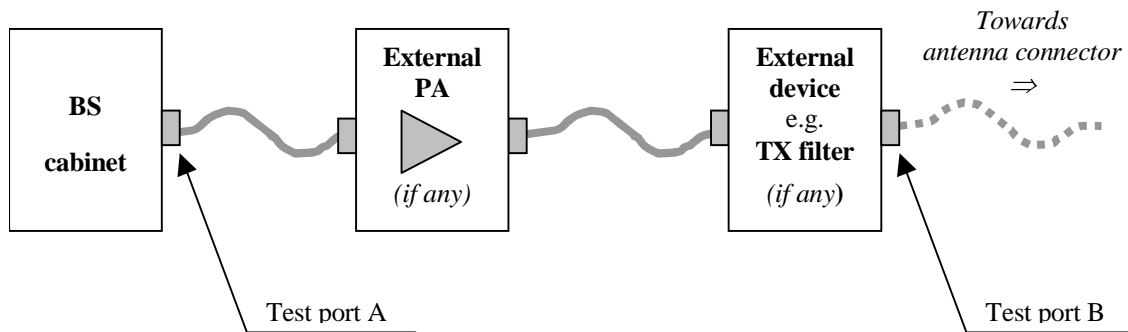 BS
cabinet
External
PA
(if any)
External
device
e.g.
TX filter
(if any)
Towards
antenna connector
⇒
Test port A
Test port B